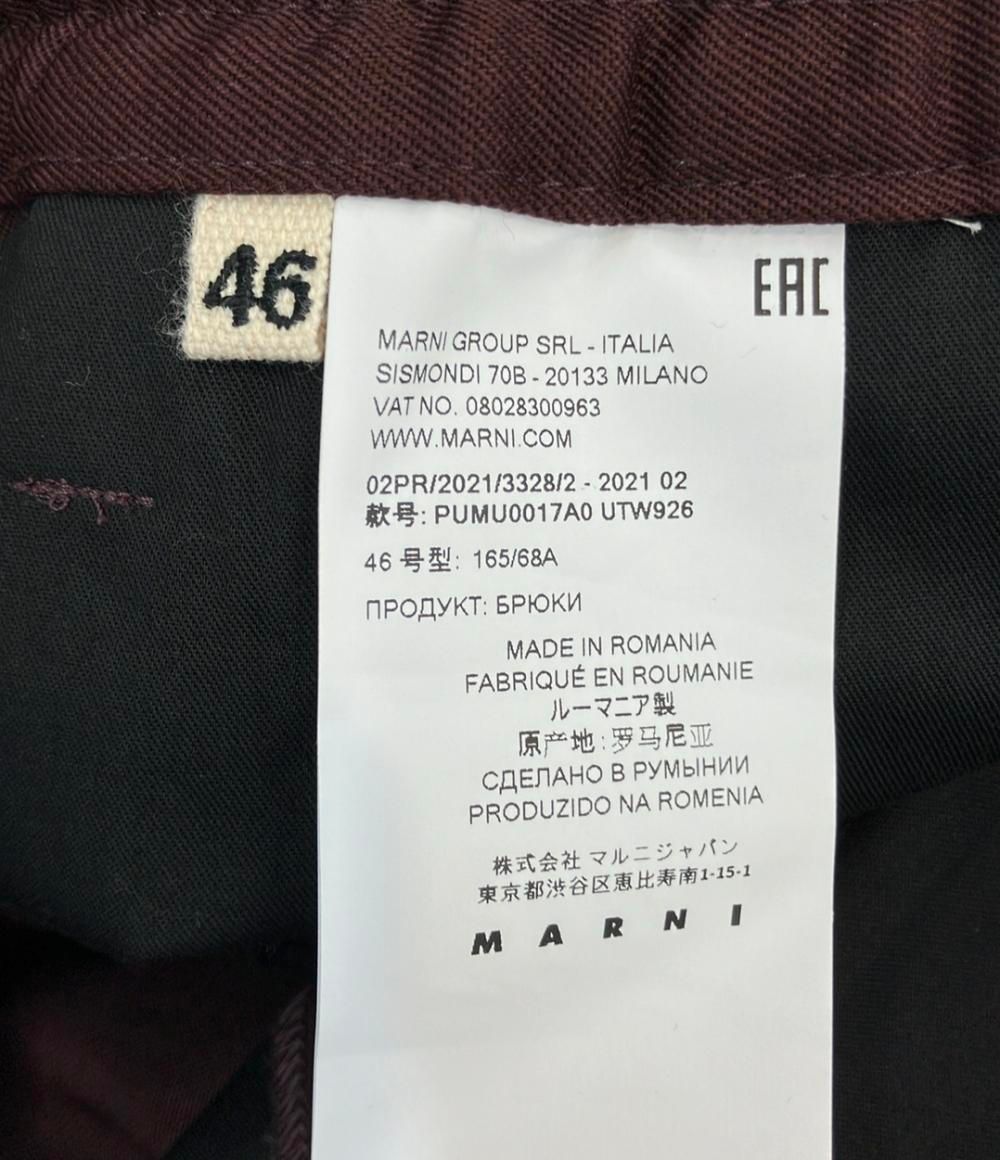 46
EAC
MARNI GROUP SRL - ITALIA
SISMONDI 70B - 20133 MILANO
VAT NO. 08028300963
WWW.MARNI.COM
02PR/2021/3328/2 - 2021 02
款号: PUMU0017A0 UTW926
46 号型: 165/68A
ПРОДУКТ: БРЮКИ
MADE IN ROMANIA
FABRIQUÉ EN ROUMANIE
ルーマニア製
原产地:罗马尼亚
СДЕЛАНО В РУМЫНИИ
PRODUZIDO NA ROMENIA
株式会社 マルニジャパン
東京都渋谷区恵比寿南1-15-1
MARNI